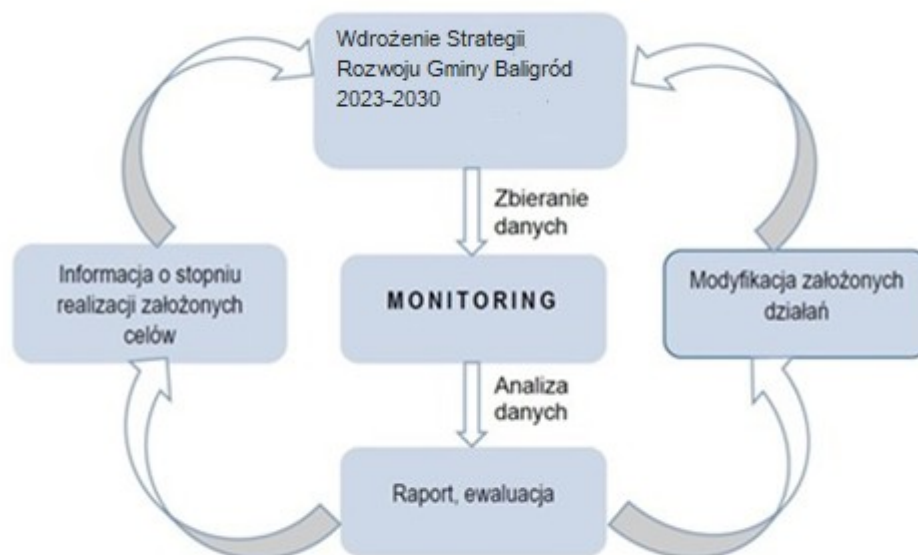 Wdrożenie Strategii
Rozwoju Gminy Baligród
2023-2030
Zbieranie
danych
Informacja o stopniu
realizacji założonych
celów
MONITORING
Modyfikacja założonych
działań
Analiza
danych
Raport, ewaluacja